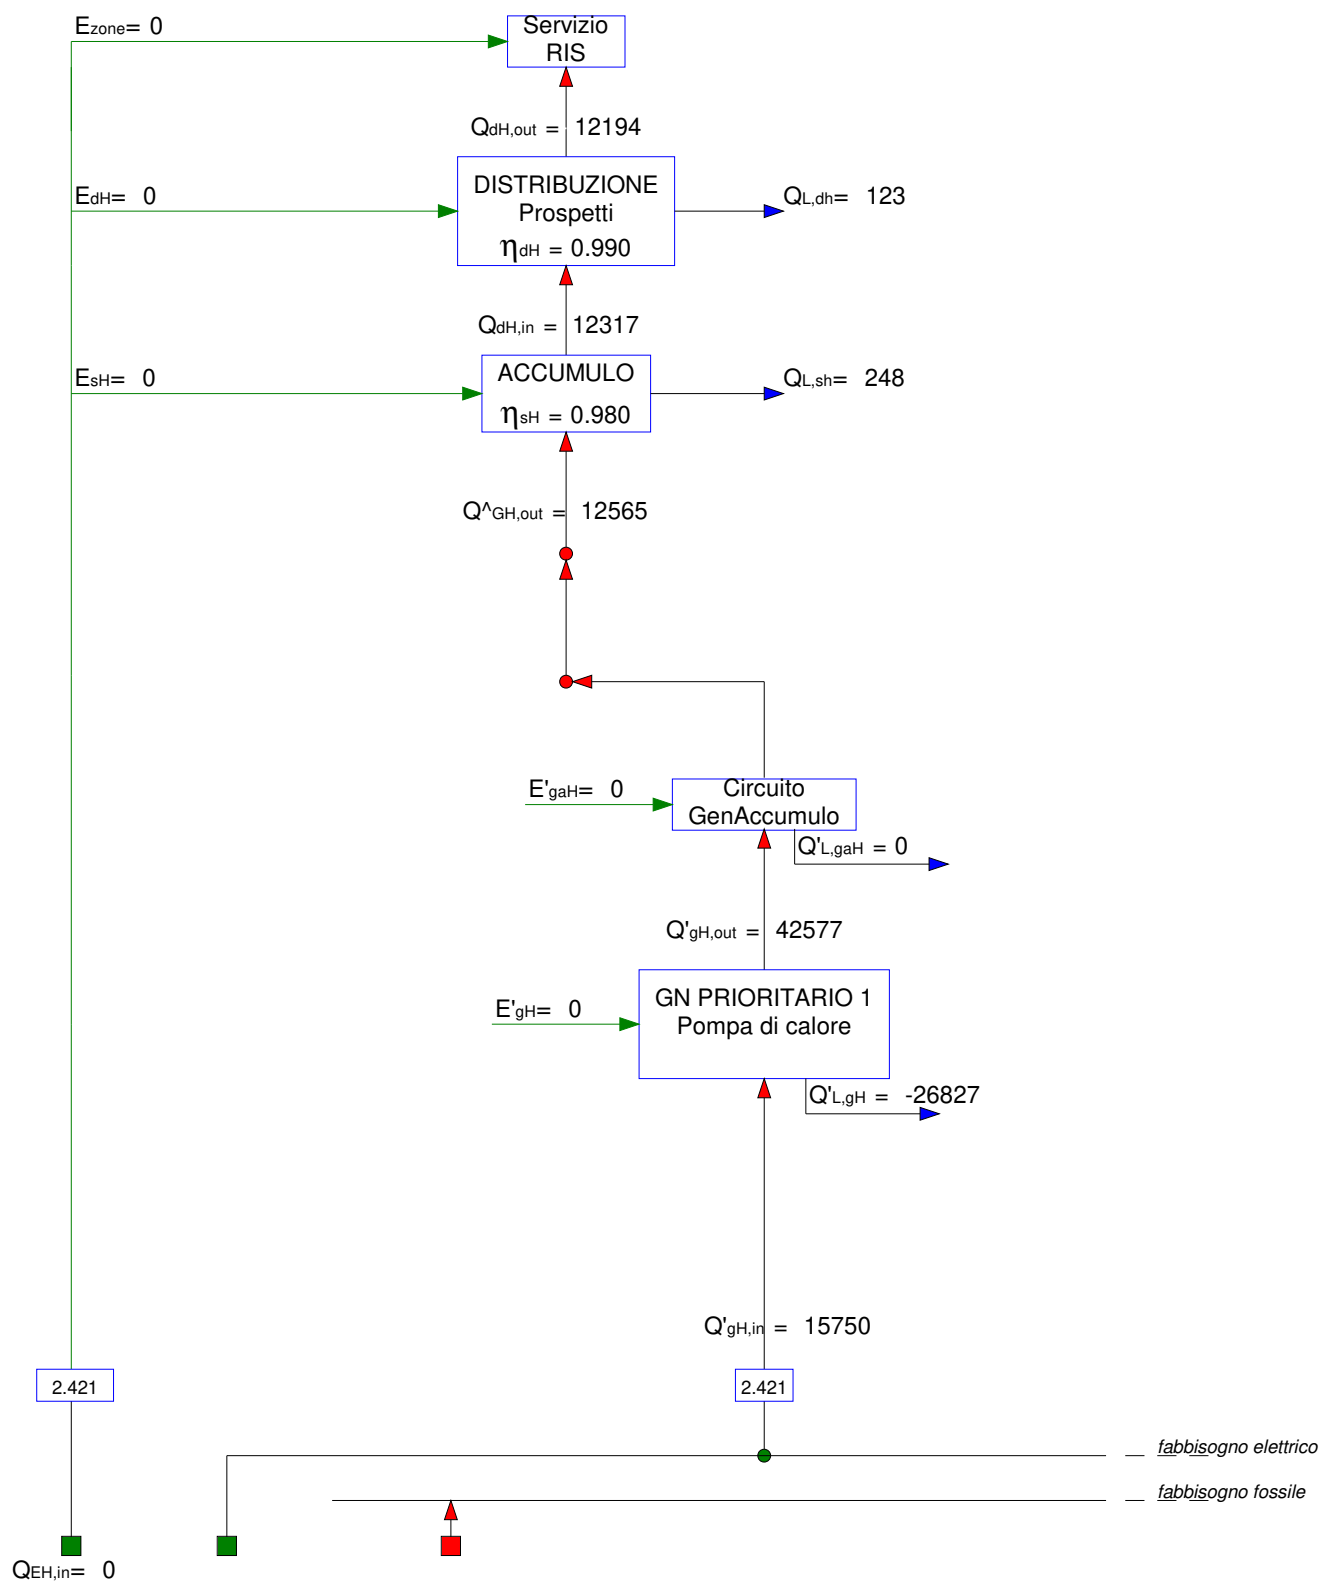 Ezone= 0
Servizio
RIS
QdH,out = 12194
EdH= 0
DISTRIBUZIONE
Prospetti
ηdH = 0.990
QL,dh= 123
QdH,in = 12317
EsH= 0
ACCUMULO
ηsH = 0.980
QL,sh= 248
Q^GH,out = 12565
E'gaH= 0
Circuito
GenAccumulo
Q'L,gaH = 0
Q'gH,out = 42577
E'gH= 0
GN PRIORITARIO 1
Pompa di calore
Q'L,gH = -26827
Q'gH,in = 15750
2.421
2.421
fabbisogno elettrico
fabbisogno fossile
QEH,in= 0